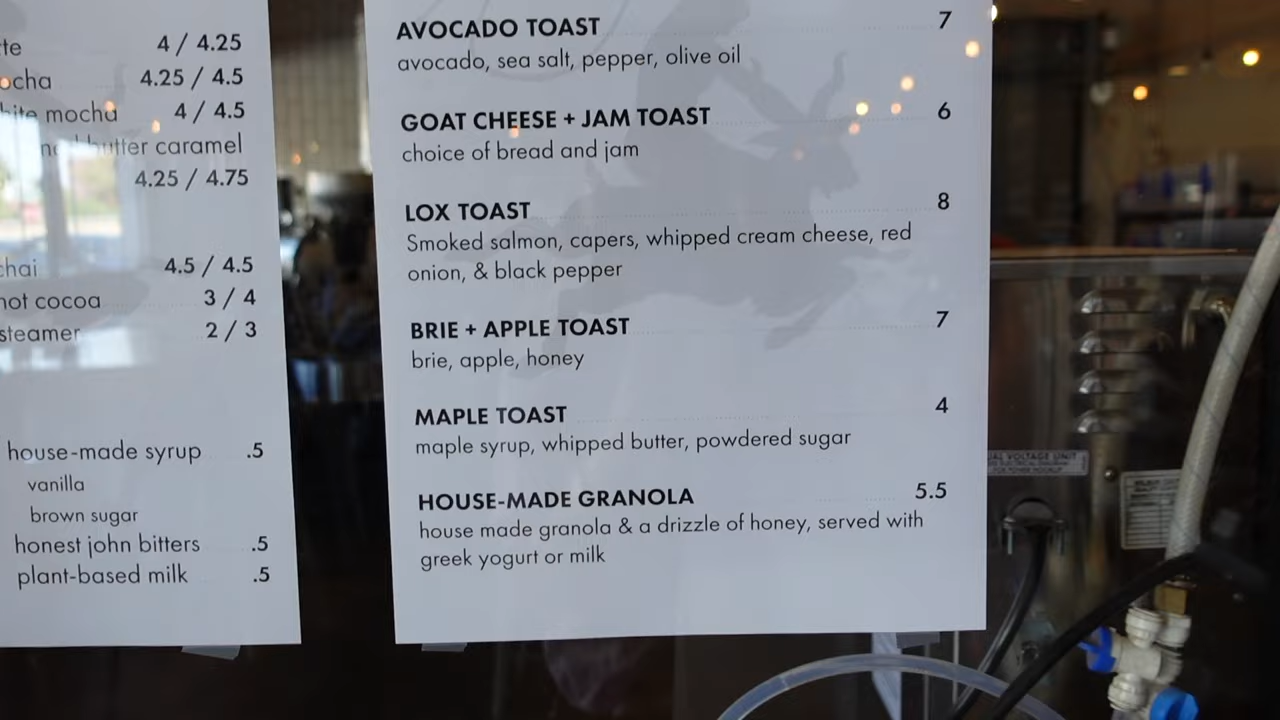 4 / 4.25
4.25 / 4.5
mocha 4 / 4.5
butter caramel
4.25 / 4.75
chai 4.5 / 4.5
hot cocoa 3 / 4
steamer 2 / 3
house-made syrup .5
vanilla
brown sugar
honest john bitters .5
plant-based milk .5
AVOCADO TOAST 7
avocado, sea salt, pepper, olive oil
GOAT CHEESE + JAM TOAST 6
choice of bread and jam
LOX TOAST 8
Smoked salmon, capers, whipped cream cheese, red
onion, & black pepper
BRIE + APPLE TOAST 7
brie, apple, honey
MAPLE TOAST 4
maple syrup, whipped butter, powdered sugar
HOUSE-MADE GRANOLA 5.5
house made granola & a drizzle of honey, served with
greek yogurt or milk
VOLTAGE UNIT